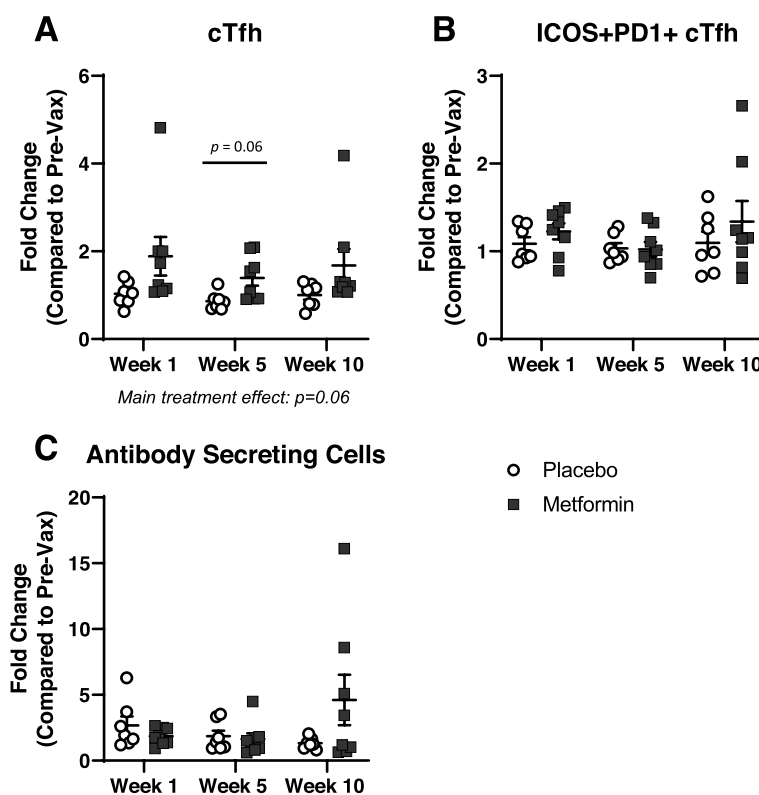 A
cTfh
Fold Change
(Compared to Pre-Vax)
6
4
2
0
p = 0.06
Week 1
Week 5
Week 10
Main treatment effect: p=0.06
B
ICOS+PD1+ cTfh
Fold Change
(Compared to Pre-Vax)
3
2
1
0
Week 1
Week 5
Week 10
C
Antibody Secreting Cells
Fold Change
(Compared to Pre-Vax)
20
15
10
5
0
Week 1
Week 5
Week 10
Placebo
Metformin